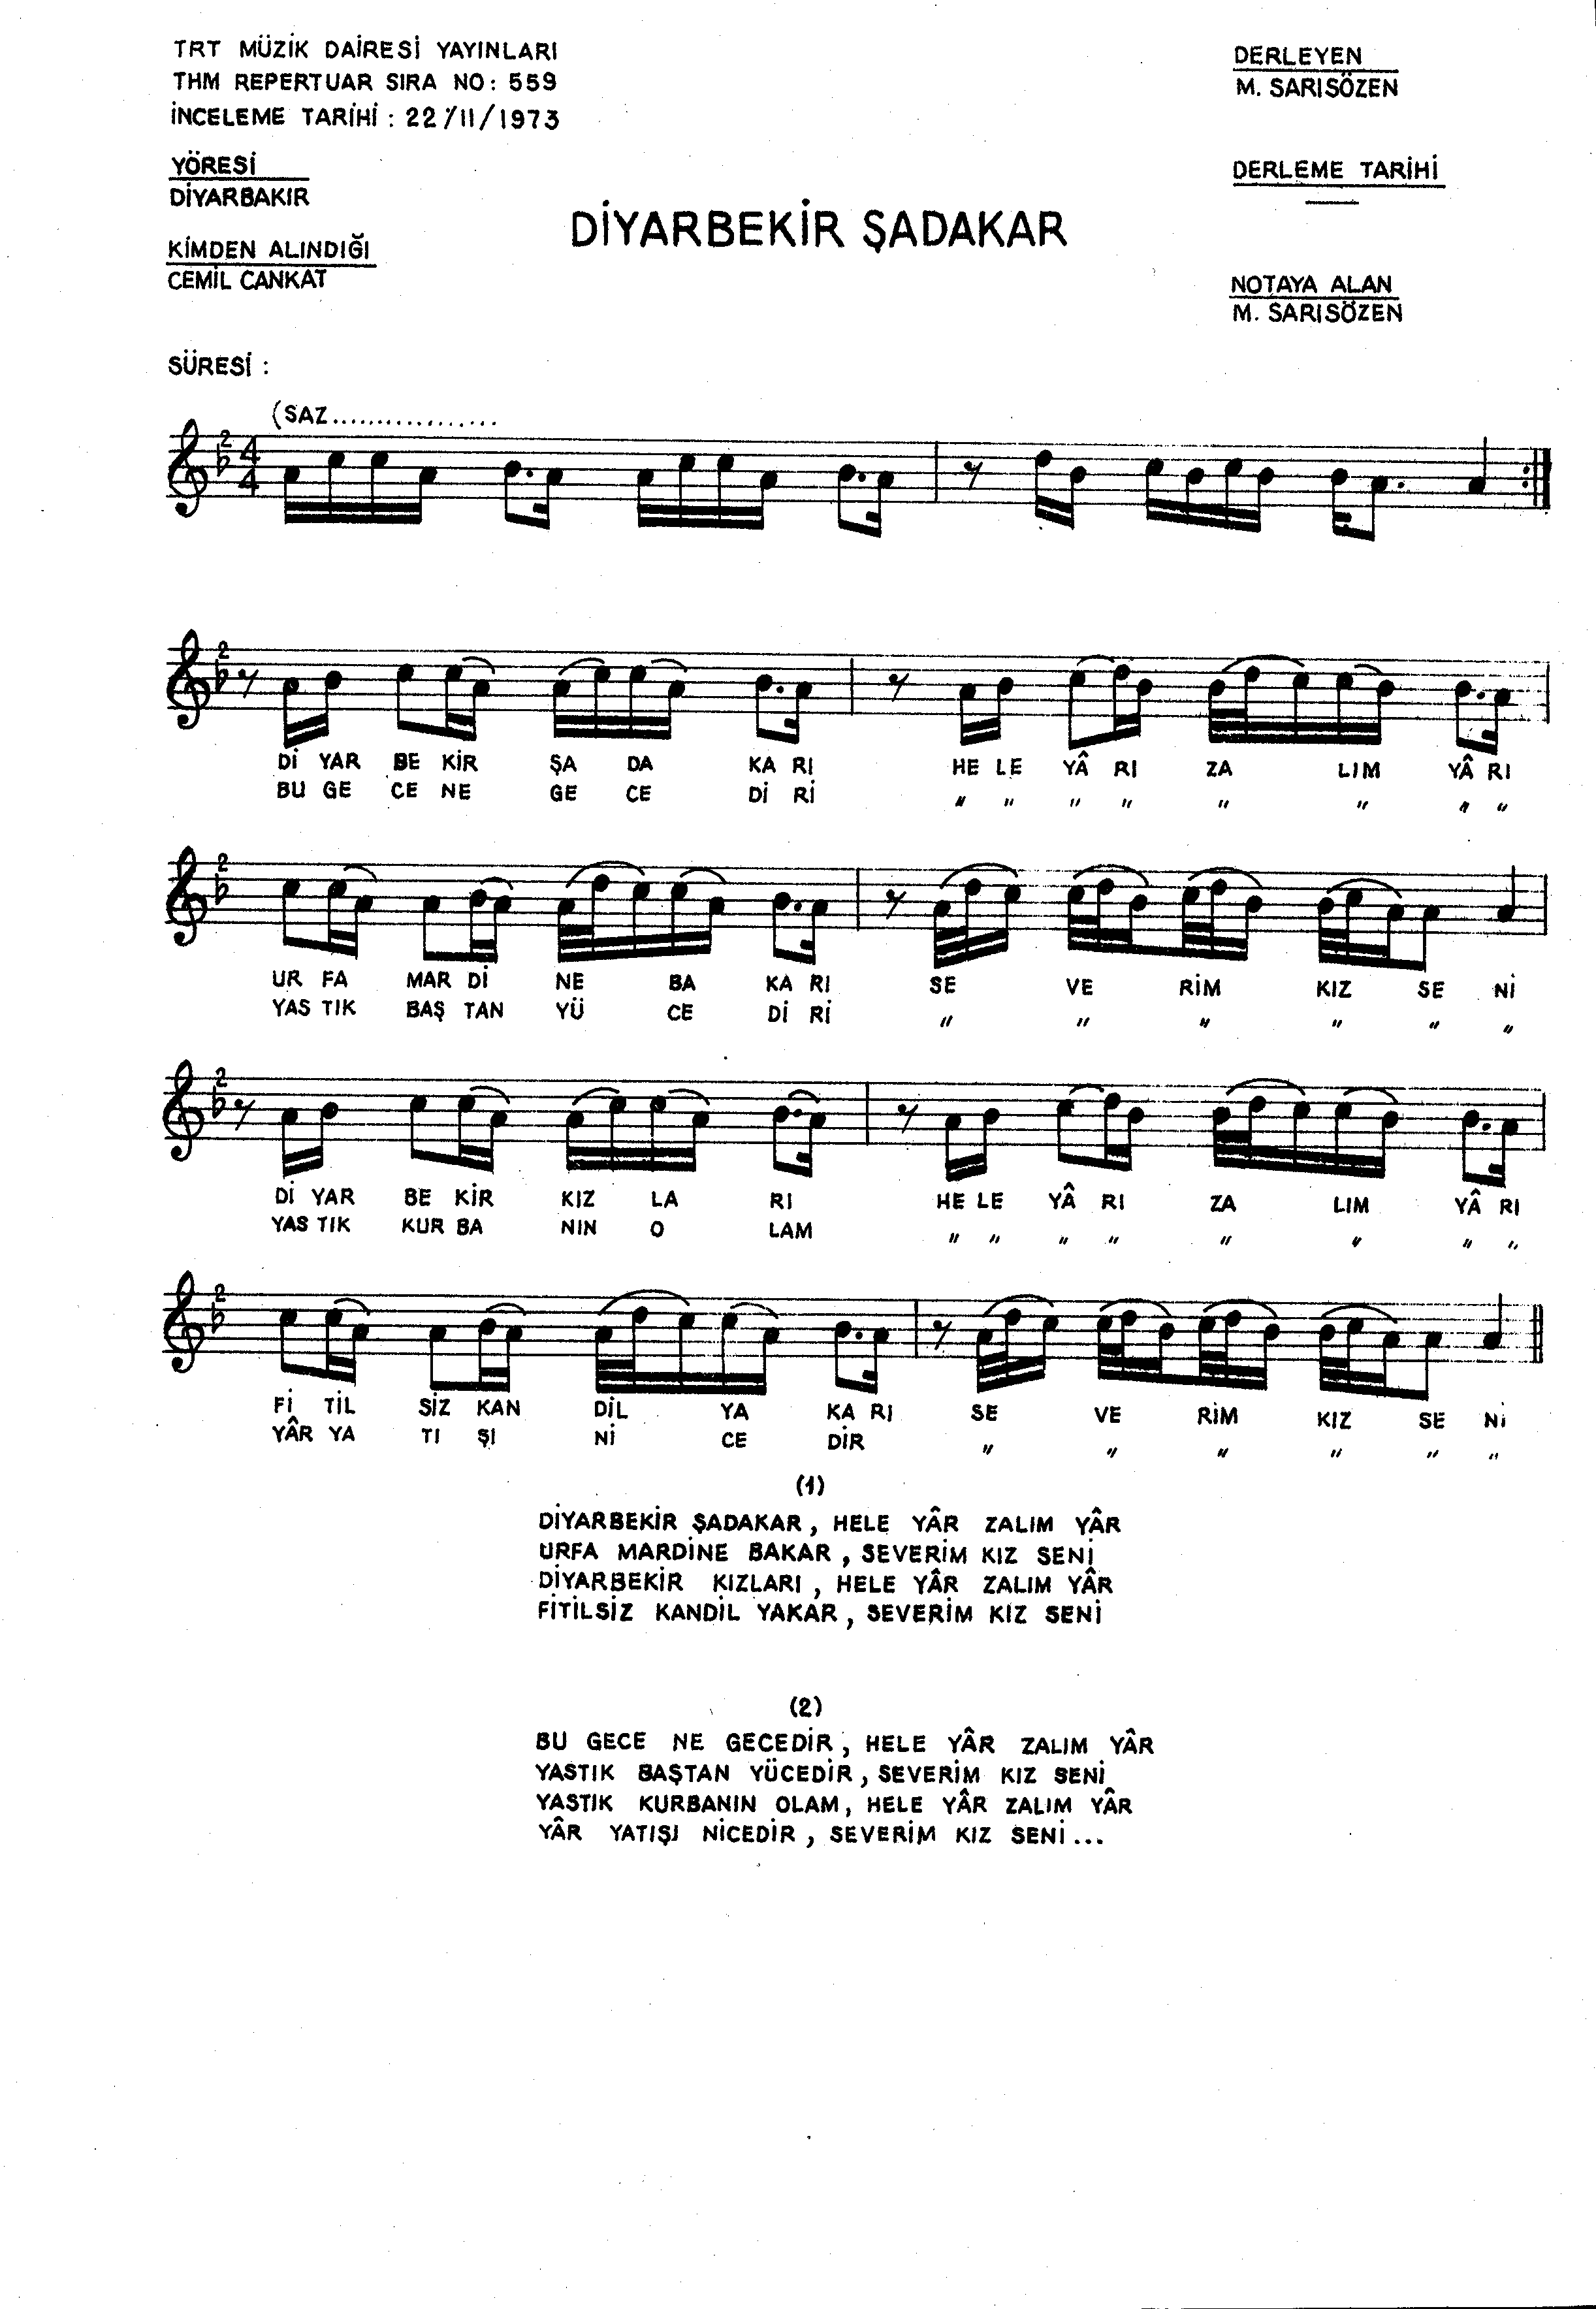 TRT MÜZİK DAİRESİ YAYINLARI
THM REPERTUAR SIRA NO: 559
İNCELEME TARİHİ : 22/11/1973
DERLEYEN
M. SARISÖZEN
YÖRESİ
DİYARBAKIR
DERLEME TARİHİ
DİYARBEKİR ŞADAKAR
KİMDEN ALINDIĞI
CEMİL CANKAT
NOTAYA ALAN
M. SARISÖZEN
SÜRESİ :
(SAZ.................
2 4 4
2
DİYAR BE KİR ŞA DA KA RI HE LE YÂ RI ZA LIM YÂ RI
BU GE CE NE GE CE Dİ Rİ " " " " " " " "
2
UR FA MAR Dİ NE BA KA RI SE VE RİM KIZ SE Nİ
YAS TIK BAŞ TAN YÜ CE Dİ Rİ " " " " " "
2
Dİ YAR BE KİR KIZ LA RI HE LE YÂ RI ZA LIM YÂ RI
YAS TIK KUR BA NIN O LAM " " " " " " " "
2
Fİ TİL SİZ KAN DİL YA KA RI SE VE RİM KIZ SE Nİ
YÂR YA TI ŞI Nİ CE DİR " " " " " "
(1)
DİYARBEKİR ŞADAKAR, HELE YÂR ZALIM YÂR
URFA MARDİNE BAKAR, SEVERİM KIZ SENİ
DİYARBEKİR KIZLARI, HELE YÂR ZALIM YÂR
FİTİLSİZ KANDİL YAKAR, SEVERİM KIZ SENİ
(2)
BU GECE NE GECEDİR, HELE YÂR ZALIM YÂR
YASTIK BAŞTAN YÜCEDİR, SEVERİM KIZ SENİ
YASTIK KURBANIN OLAM, HELE YÂR ZALIM YÂR
YÂR YATIŞI NİCEDİR, SEVERİM KIZ SENİ...